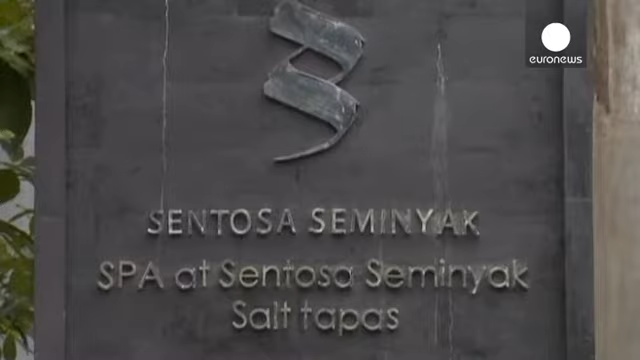 euronews
SENTOSA SEMINYAK
SPA at Sentosa Seminyak
Salt tapas